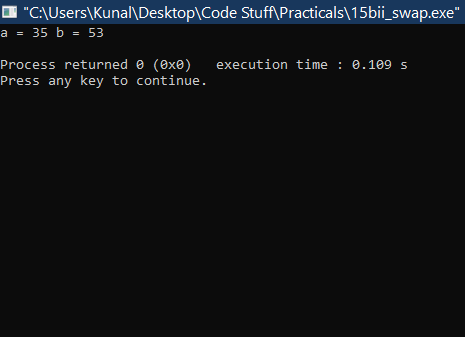 "C:\Users\Kunal\Desktop\Code Stuff\Practicals\15bii_swap.exe"
a = 35 b = 53
Process returned 0 (0x0)   execution time : 0.109 s
Press any key to continue.